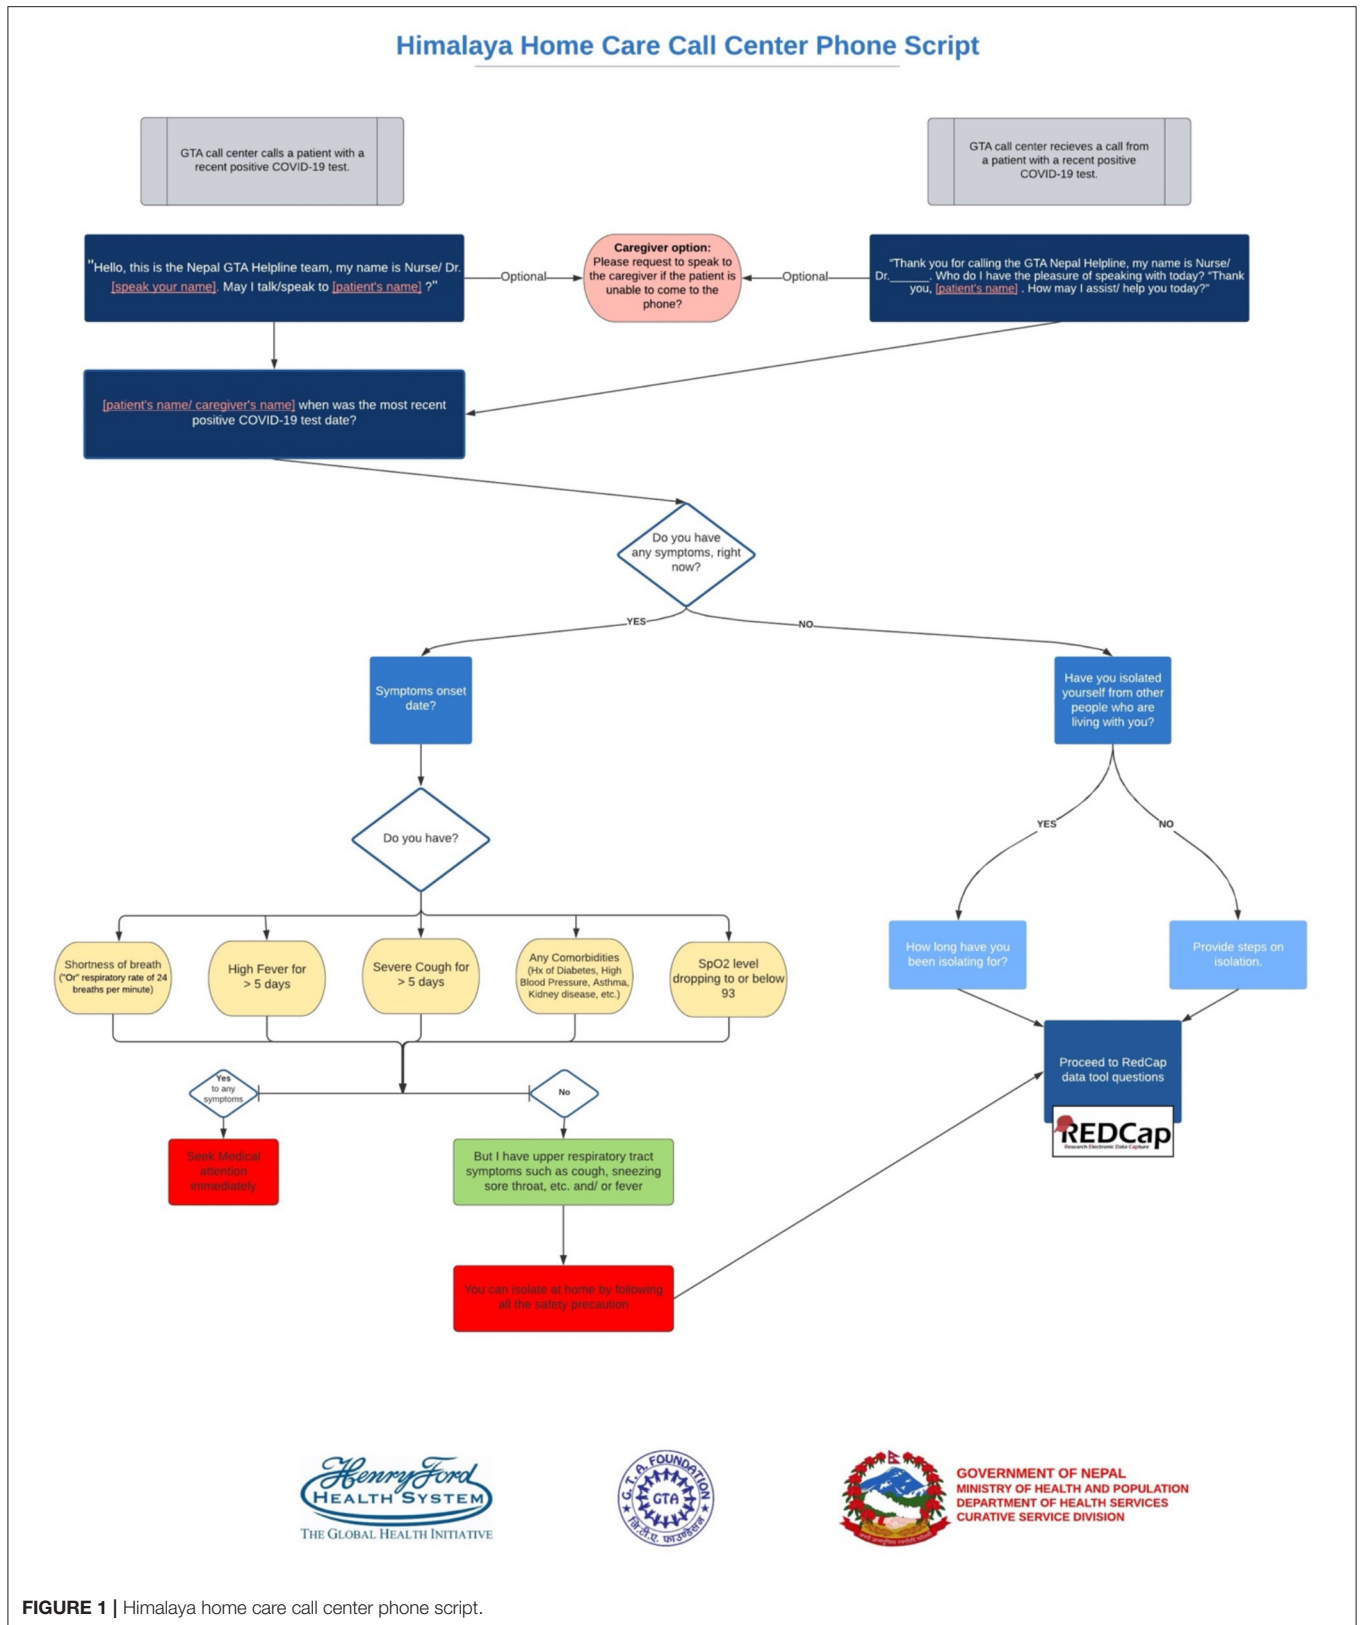 Himalaya Home Care Call Center Phone Script
GTA call center calls a patient with a
recent positive COVID-19 test.
GTA call center recieves a call from
a patient with a recent positive
COVID-19 test.
"Hello, this is the Nepal GTA Helpline team, my name is Nurse/ Dr.
[speak your name]. May I talk/speak to [patient's name] ?"
Optional
Caregiver option:
Please request to speak to
the caregiver if the patient is
unable to come to the
phone?
Optional
"Thank you for calling the GTA Nepal Helpline, my name is Nurse/
Dr.______. Who do I have the pleasure of speaking with today? "Thank
you, [patient's name] . How may I assist/ help you today?"
[patient's name/ caregiver's name] when was the most recent
positive COVID-19 test date?
Do you have
any symptoms, right
now?
YES
NO
Symptoms onset
date?
Have you isolated
yourself from other
people who are
living with you?
Do you have?
YES
NO
Shortness of breath
("Or" respiratory rate of 24
breaths per minute)
High Fever for
> 5 days
Severe Cough for
> 5 days
Any Comorbidities
(Hx of Diabetes, High
Blood Pressure, Asthma,
Kidney disease, etc.)
SpO2 level
dropping to or below
93
How long have you
been isolating for?
Provide steps on
isolation.
Yes
to any
symptoms
No
Proceed to RedCap
data tool questions
REDCap
Research Electronic Data Capture
Seek Medical
attention
immediately
But I have upper respiratory tract
symptoms such as cough, sneezing
sore throat, etc. and/ or fever
You can isolate at home by following
all the safety precaution
Henry Ford
HEALTH SYSTEM
THE GLOBAL HEALTH INITIATIVE
G. T. A. FOUNDATION
GTA
जि.टी.ए. फाउण्डेसन
GOVERNMENT OF NEPAL
MINISTRY OF HEALTH AND POPULATION
DEPARTMENT OF HEALTH SERVICES
CURATIVE SERVICE DIVISION
FIGURE 1 | Himalaya home care call center phone script.